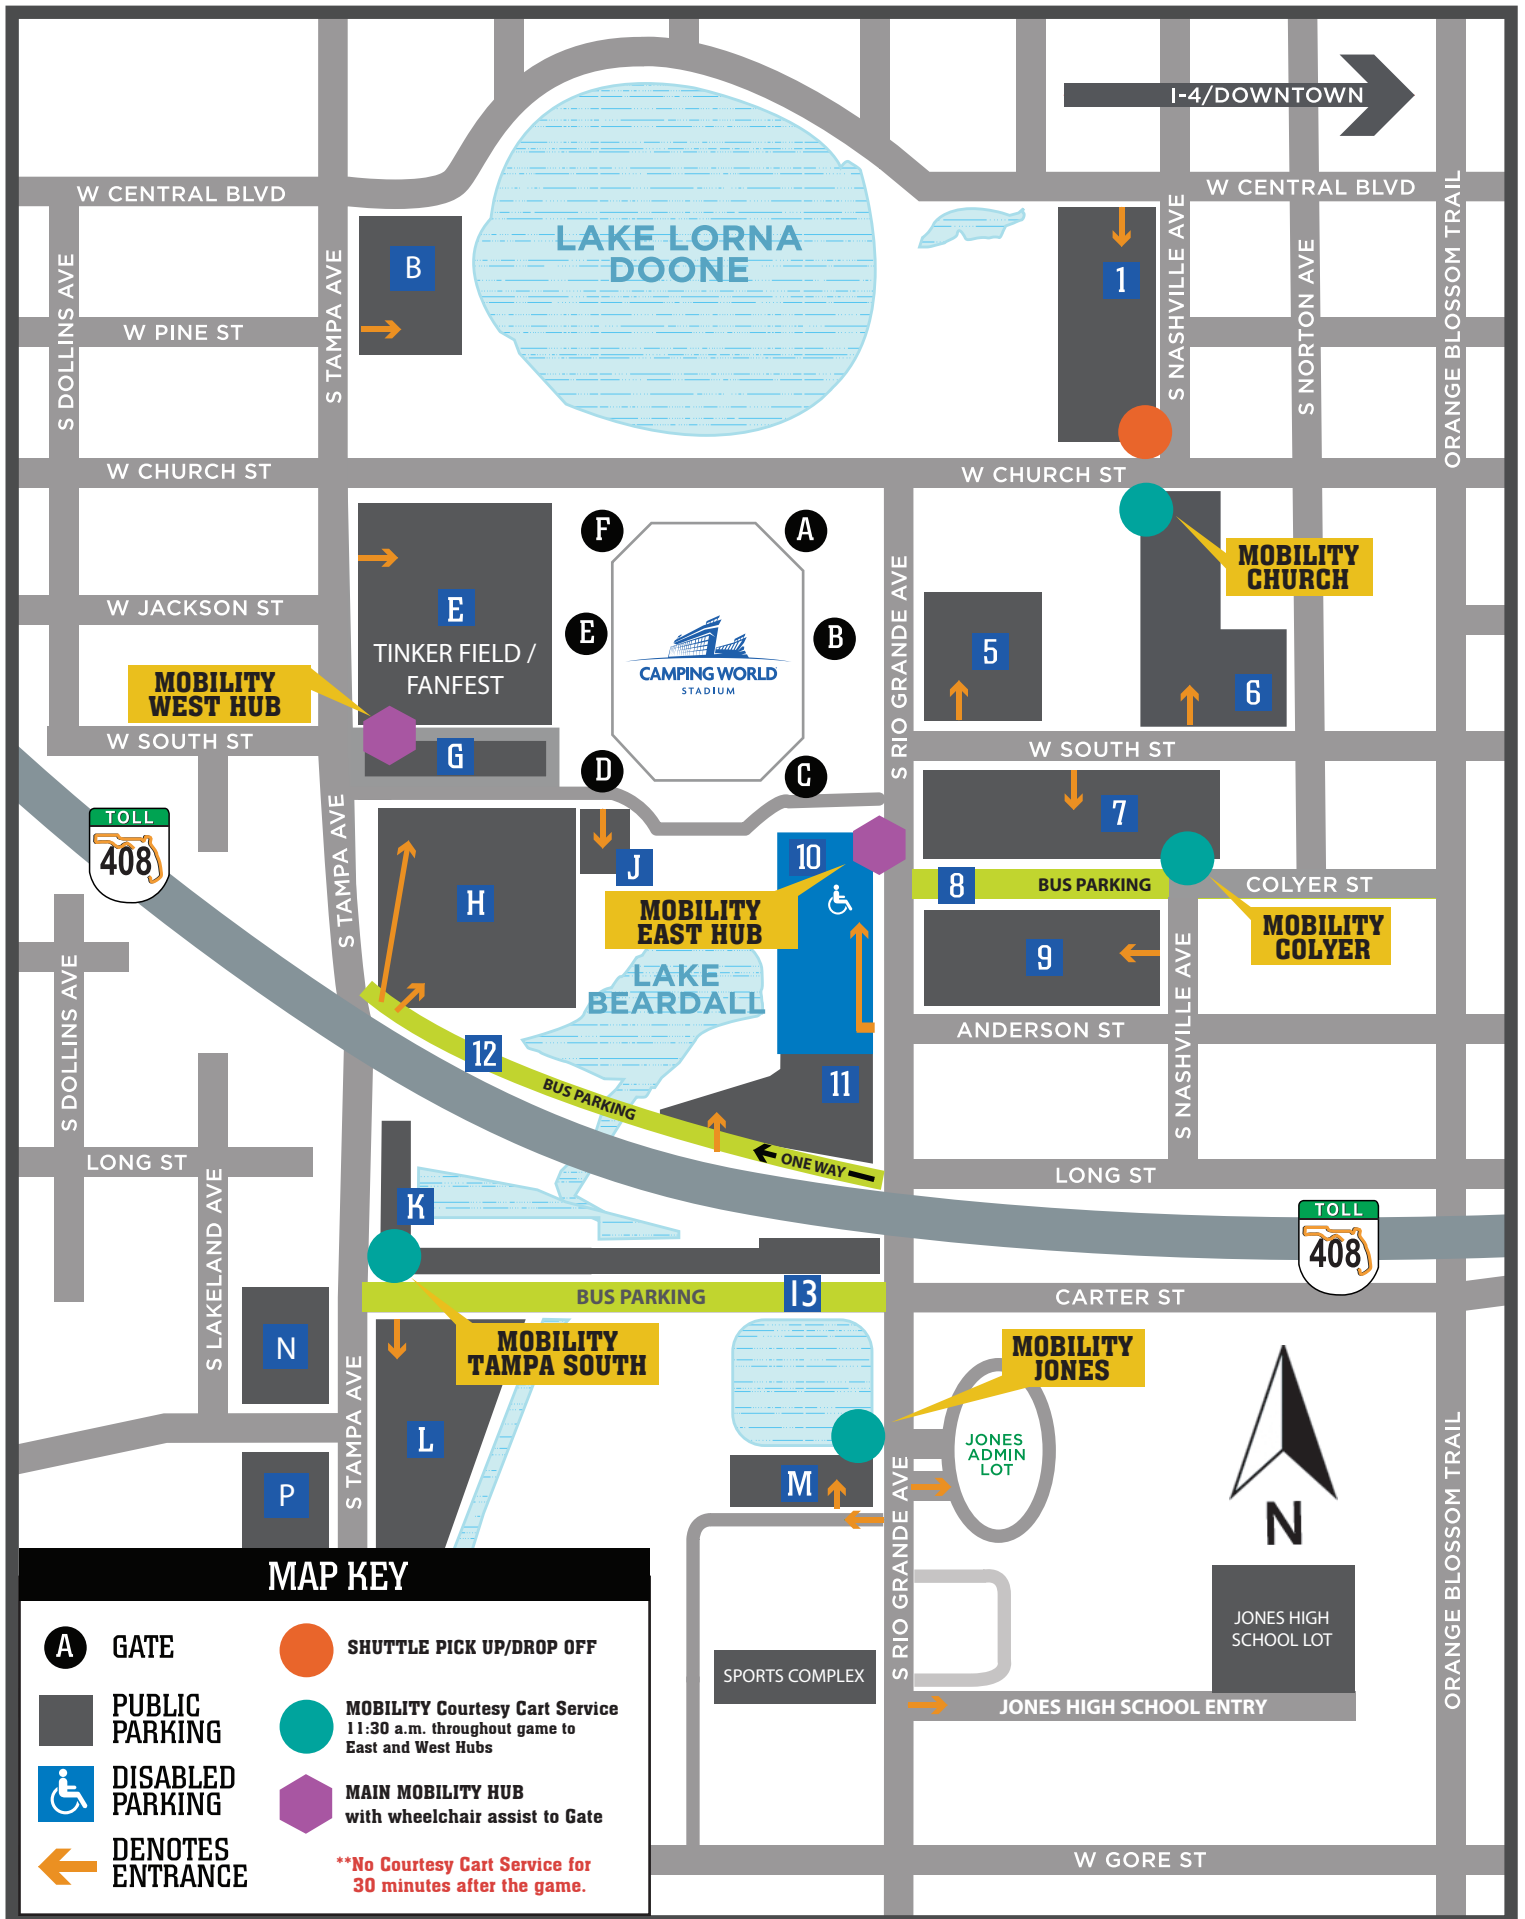 I-4/DOWNTOWN
W CENTRAL BLVD
W CENTRAL BLVD
S DOLLINS AVE
S TAMPA AVE
S NASHVILLE AVE
S NORTON AVE
ORANGE BLOSSOM TRAIL
B
LAKE LORNA
DOONE
1
W PINE ST
W CHURCH ST
W CHURCH ST
F
A
E
B
D
C
CAMPING WORLD
STADIUM
E
TINKER FIELD /
FANFEST
W JACKSON ST
MOBILITY
WEST HUB
W SOUTH ST
G
S RIO GRANDE AVE
5
6
MOBILITY
CHURCH
W SOUTH ST
7
TOLL
408
S TAMPA AVE
H
J
10
MOBILITY
EAST HUB
8
BUS PARKING
COLYER ST
MOBILITY
COLYER
9
LAKE
BEARDALL
S DOLLINS AVE
S NASHVILLE AVE
ANDERSON ST
12
BUS PARKING
11
ONE WAY
LONG ST
LONG ST
K
S LAKELAND AVE
TOLL
408
BUS PARKING
13
CARTER ST
N
MOBILITY
TAMPA SOUTH
MOBILITY
JONES
S TAMPA AVE
L
JONES
ADMIN
LOT
M
P
S RIO GRANDE AVE
ORANGE BLOSSOM TRAIL
N
JONES HIGH
SCHOOL LOT
SPORTS COMPLEX
JONES HIGH SCHOOL ENTRY
W GORE ST
MAP KEY
A
GATE
PUBLIC
PARKING
DISABLED
PARKING
DENOTES
ENTRANCE
SHUTTLE PICK UP/DROP OFF
MOBILITY Courtesy Cart Service
11:30 a.m. throughout game to
East and West Hubs
MAIN MOBILITY HUB
with wheelchair assist to Gate
**No Courtesy Cart Service for
30 minutes after the game.